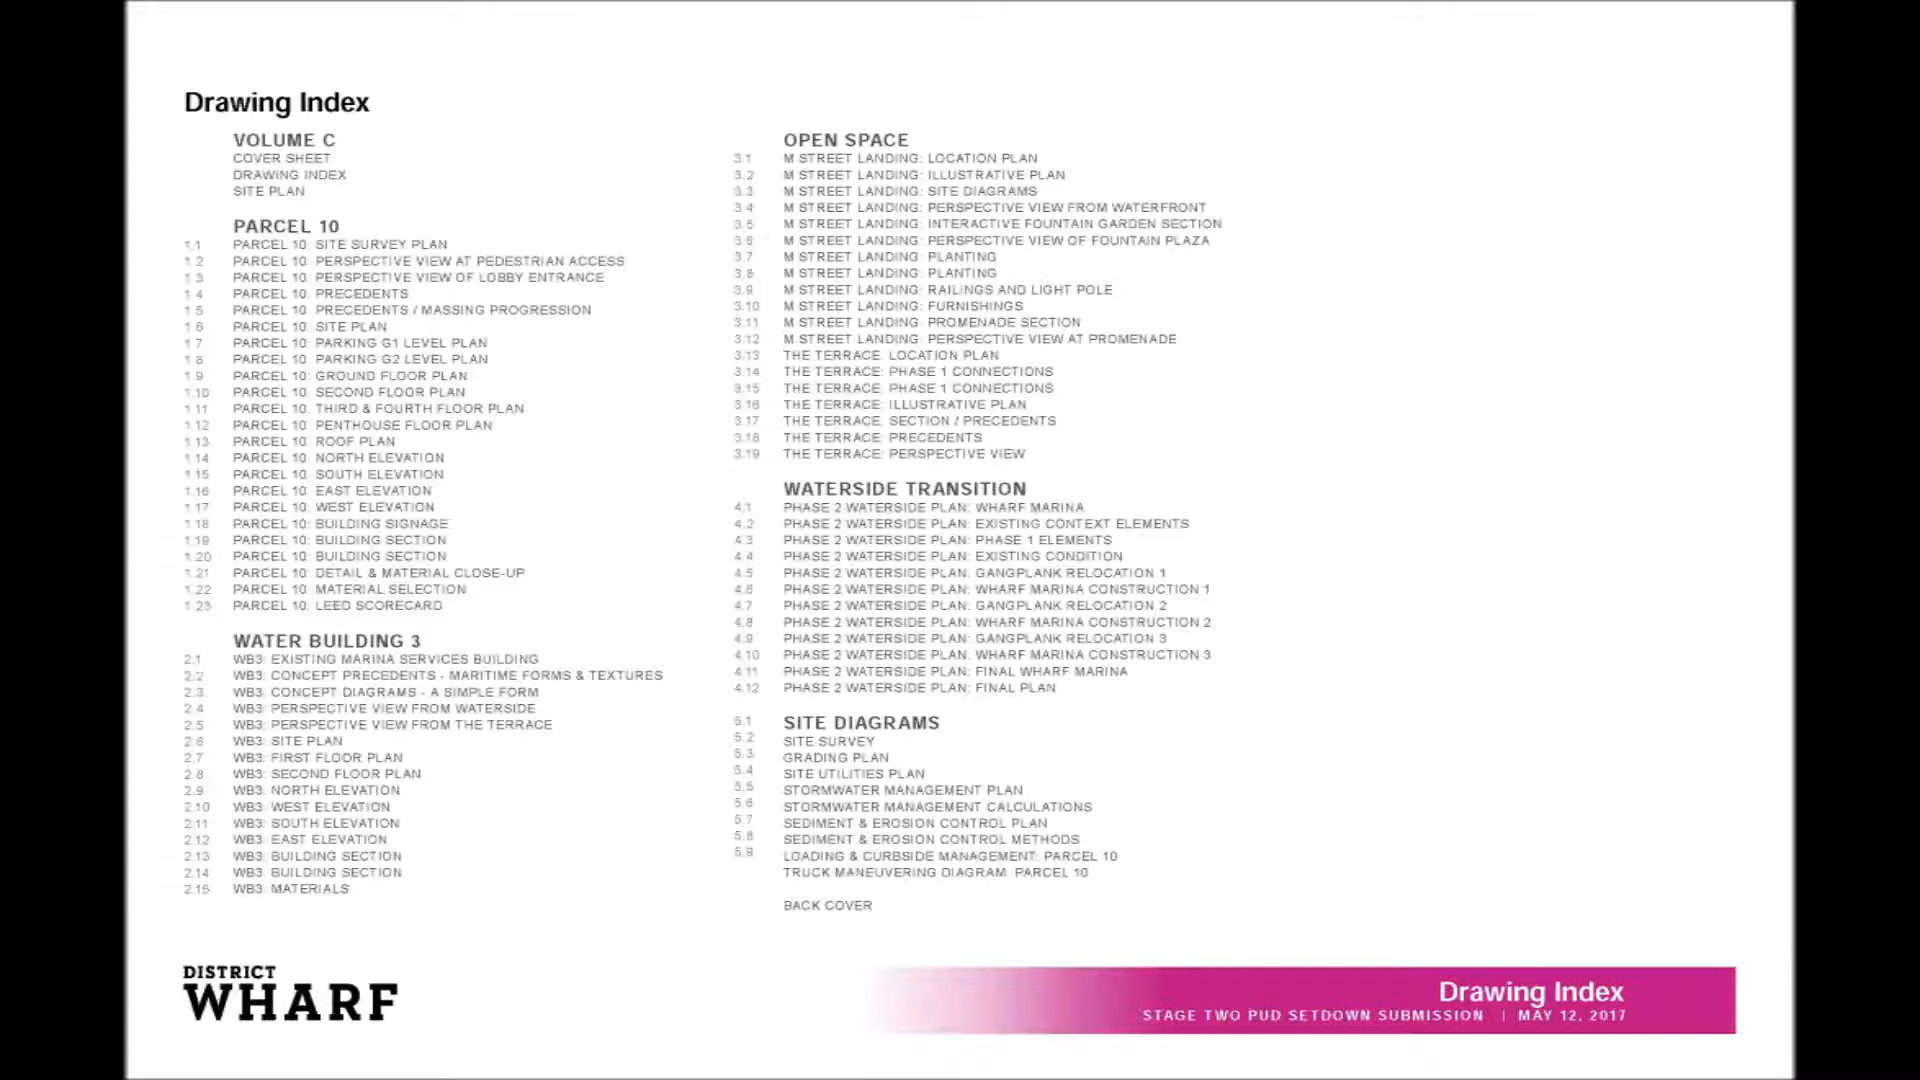 Drawing Index
VOLUME C
COVER SHEET
DRAWING INDEX
SITE PLAN
PARCEL 10
1.1 PARCEL 10: SITE SURVEY PLAN
1.2 PARCEL 10: PERSPECTIVE VIEW AT PEDESTRIAN ACCESS
1.3 PARCEL 10: PERSPECTIVE VIEW OF LOBBY ENTRANCE
1.4 PARCEL 10: PRECEDENTS
1.5 PARCEL 10: PRECEDENTS / MASSING PROGRESSION
1.6 PARCEL 10: SITE PLAN
1.7 PARCEL 10: PARKING G1 LEVEL PLAN
1.8 PARCEL 10: PARKING G2 LEVEL PLAN
1.9 PARCEL 10: GROUND FLOOR PLAN
1.10 PARCEL 10: SECOND FLOOR PLAN
1.11 PARCEL 10: THIRD & FOURTH FLOOR PLAN
1.12 PARCEL 10: PENTHOUSE FLOOR PLAN
1.13 PARCEL 10: ROOF PLAN
1.14 PARCEL 10: NORTH ELEVATION
1.15 PARCEL 10: SOUTH ELEVATION
1.16 PARCEL 10: EAST ELEVATION
1.17 PARCEL 10: WEST ELEVATION
1.18 PARCEL 10: BUILDING SIGNAGE
1.19 PARCEL 10: BUILDING SECTION
1.20 PARCEL 10: BUILDING SECTION
1.21 PARCEL 10: DETAIL & MATERIAL CLOSE-UP
1.22 PARCEL 10: MATERIAL SELECTION
1.23 PARCEL 10: LEED SCORECARD
WATER BUILDING 3
2.1 WB3: EXISTING MARINA SERVICES BUILDING
2.2 WB3: CONCEPT PRECEDENTS - MARITIME FORMS & TEXTURES
2.3 WB3: CONCEPT DIAGRAMS - A SIMPLE FORM
2.4 WB3: PERSPECTIVE VIEW FROM WATERSIDE
2.5 WB3: PERSPECTIVE VIEW FROM THE TERRACE
2.6 WB3: SITE PLAN
2.7 WB3: FIRST FLOOR PLAN
2.8 WB3: SECOND FLOOR PLAN
2.9 WB3: NORTH ELEVATION
2.10 WB3: WEST ELEVATION
2.11 WB3: SOUTH ELEVATION
2.12 WB3: EAST ELEVATION
2.13 WB3: BUILDING SECTION
2.14 WB3: BUILDING SECTION
2.15 WB3: MATERIALS
OPEN SPACE
3.1 M STREET LANDING: LOCATION PLAN
3.2 M STREET LANDING: ILLUSTRATIVE PLAN
3.3 M STREET LANDING: SITE DIAGRAMS
3.4 M STREET LANDING: PERSPECTIVE VIEW FROM WATERFRONT
3.5 M STREET LANDING: INTERACTIVE FOUNTAIN GARDEN SECTION
3.6 M STREET LANDING: PERSPECTIVE VIEW OF FOUNTAIN PLAZA
3.7 M STREET LANDING: PLANTING
3.8 M STREET LANDING: PLANTING
3.9 M STREET LANDING: RAILINGS AND LIGHT POLE
3.10 M STREET LANDING: FURNISHINGS
3.11 M STREET LANDING: PROMENADE SECTION
3.12 M STREET LANDING: PERSPECTIVE VIEW AT PROMENADE
3.13 THE TERRACE: LOCATION PLAN
3.14 THE TERRACE: PHASE 1 CONNECTIONS
3.15 THE TERRACE: PHASE 1 CONNECTIONS
3.16 THE TERRACE: ILLUSTRATIVE PLAN
3.17 THE TERRACE: SECTION / PRECEDENTS
3.18 THE TERRACE: PRECEDENTS
3.19 THE TERRACE: PERSPECTIVE VIEW
WATERSIDE TRANSITION
4.1 PHASE 2 WATERSIDE PLAN: WHARF MARINA
4.2 PHASE 2 WATERSIDE PLAN: EXISTING CONTEXT ELEMENTS
4.3 PHASE 2 WATERSIDE PLAN: PHASE 1 ELEMENTS
4.4 PHASE 2 WATERSIDE PLAN: EXISTING CONDITION
4.5 PHASE 2 WATERSIDE PLAN: GANGPLANK RELOCATION 1
4.6 PHASE 2 WATERSIDE PLAN: WHARF MARINA CONSTRUCTION 1
4.7 PHASE 2 WATERSIDE PLAN: GANGPLANK RELOCATION 2
4.8 PHASE 2 WATERSIDE PLAN: WHARF MARINA CONSTRUCTION 2
4.9 PHASE 2 WATERSIDE PLAN: GANGPLANK RELOCATION 3
4.10 PHASE 2 WATERSIDE PLAN: WHARF MARINA CONSTRUCTION 3
4.11 PHASE 2 WATERSIDE PLAN: FINAL WHARF MARINA
4.12 PHASE 2 WATERSIDE PLAN: FINAL PLAN
5.1 SITE DIAGRAMS
5.2 SITE SURVEY
5.3 GRADING PLAN
5.4 SITE UTILITIES PLAN
5.5 STORMWATER MANAGEMENT PLAN
5.6 STORMWATER MANAGEMENT CALCULATIONS
5.7 SEDIMENT & EROSION CONTROL PLAN
5.8 SEDIMENT & EROSION CONTROL METHODS
5.9 LOADING & CURBSIDE MANAGEMENT: PARCEL 10
TRUCK MANEUVERING DIAGRAM: PARCEL 10
BACK COVER
DISTRICT
WHARF
Drawing Index
STAGE TWO PUD SETDOWN SUBMISSION | MAY 12, 2017